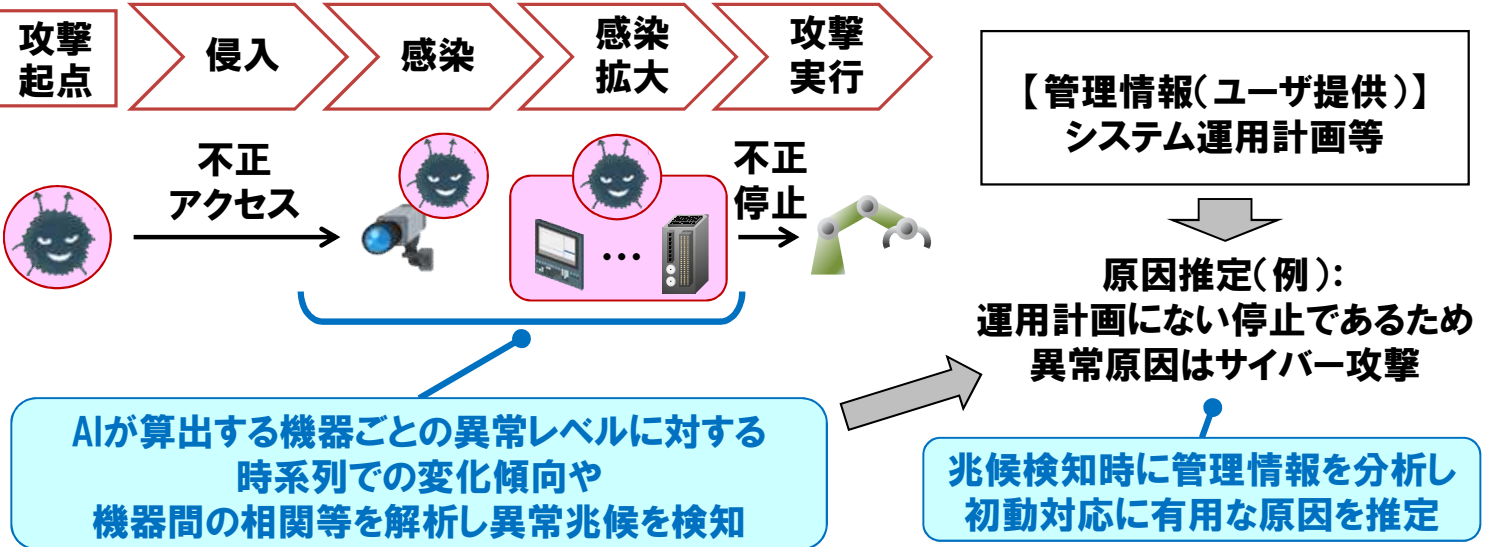 攻撃
起点
侵入
感染
感染
拡大
攻撃
実行
不正
アクセス
不正
停止
…
【管理情報(ユーザ提供)】
システム運用計画等
原因推定(例):
運用計画にない停止であるため
異常原因はサイバー攻撃
AIが算出する機器ごとの異常レベルに対する
時系列での変化傾向や
機器間の相関等を解析し異常兆候を検知
兆候検知時に管理情報を分析し
初動対応に有用な原因を推定